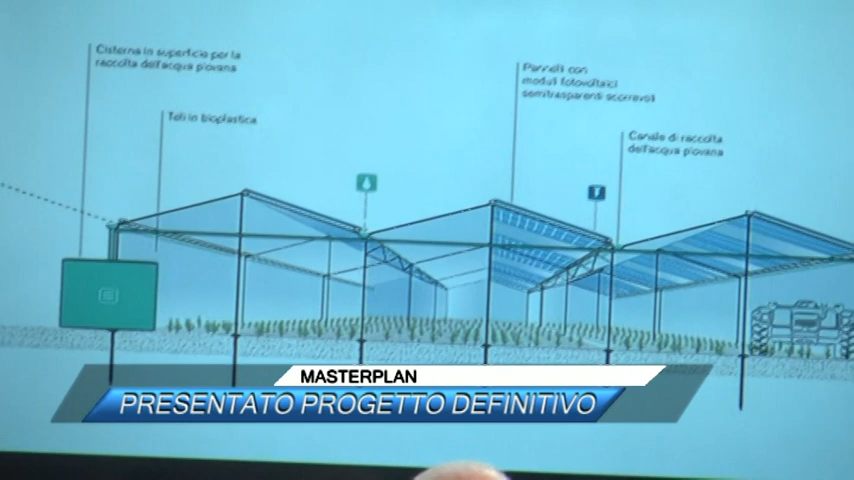 Cisterna in superficie per la
raccolta dell'acqua piovana
Teli in bioplastica
Pannelli con
moduli fotovoltaici
semitrasparenti scorrevoli
Canale di raccolta
dell'acqua piovana
MASTERPLAN
PRESENTATO PROGETTO DEFINITIVO